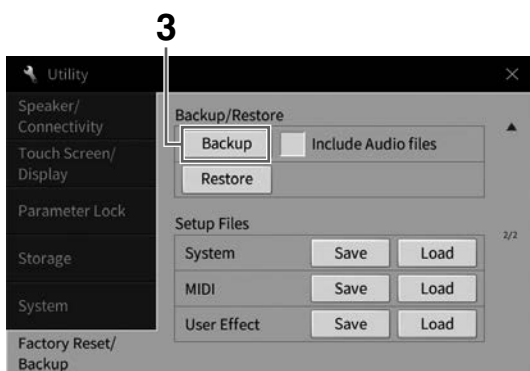 3
Utility
Speaker/
Connectivity
Touch Screen/
Display
Parameter Lock
Storage
System
Factory Reset/
Backup
Backup/Restore
Backup Include Audio files
Restore
Setup Files
System Save Load
MIDI Save Load
User Effect Save Load
2/2